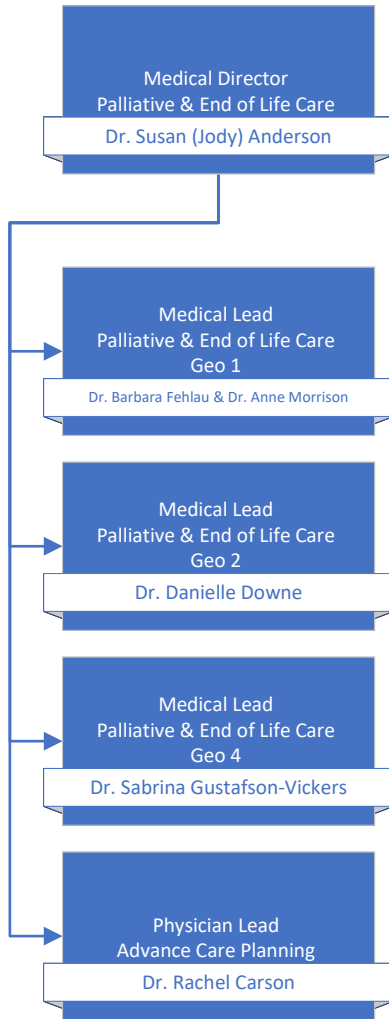 Medical Director
Palliative & End of Life Care
Dr. Susan (Jody) Anderson
Medical Lead
Palliative & End of Life Care
Geo 1
Dr. Barbara Fehlau & Dr. Anne Morrison
Medical Lead
Palliative & End of Life Care
Geo 2
Dr. Danielle Downe
Medical Lead
Palliative & End of Life Care
Geo 4
Dr. Sabrina Gustafson-Vickers
Physician Lead
Advance Care Planning
Dr. Rachel Carson